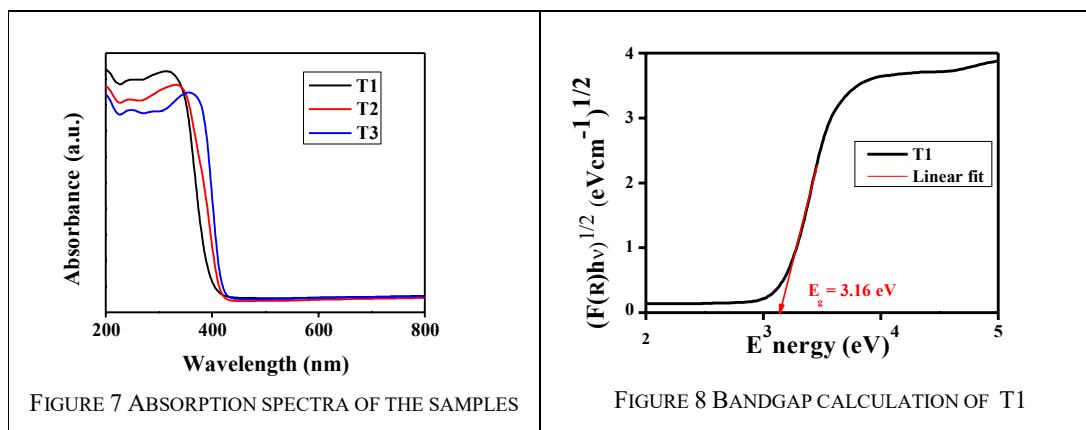 T1
T2
T3
Absorbance (a.u.)
200 400 600 800
Wavelength (nm)
FIGURE 7 ABSORPTION SPECTRA OF THE SAMPLES
4
3
2
1
0
(F(R)hν)^1/2 (eVcm^-1)^1/2
T1
Linear fit
E_g = 3.16 eV
2 3 4 5
Energy (eV)
FIGURE 8 BANDGAP CALCULATION OF T1